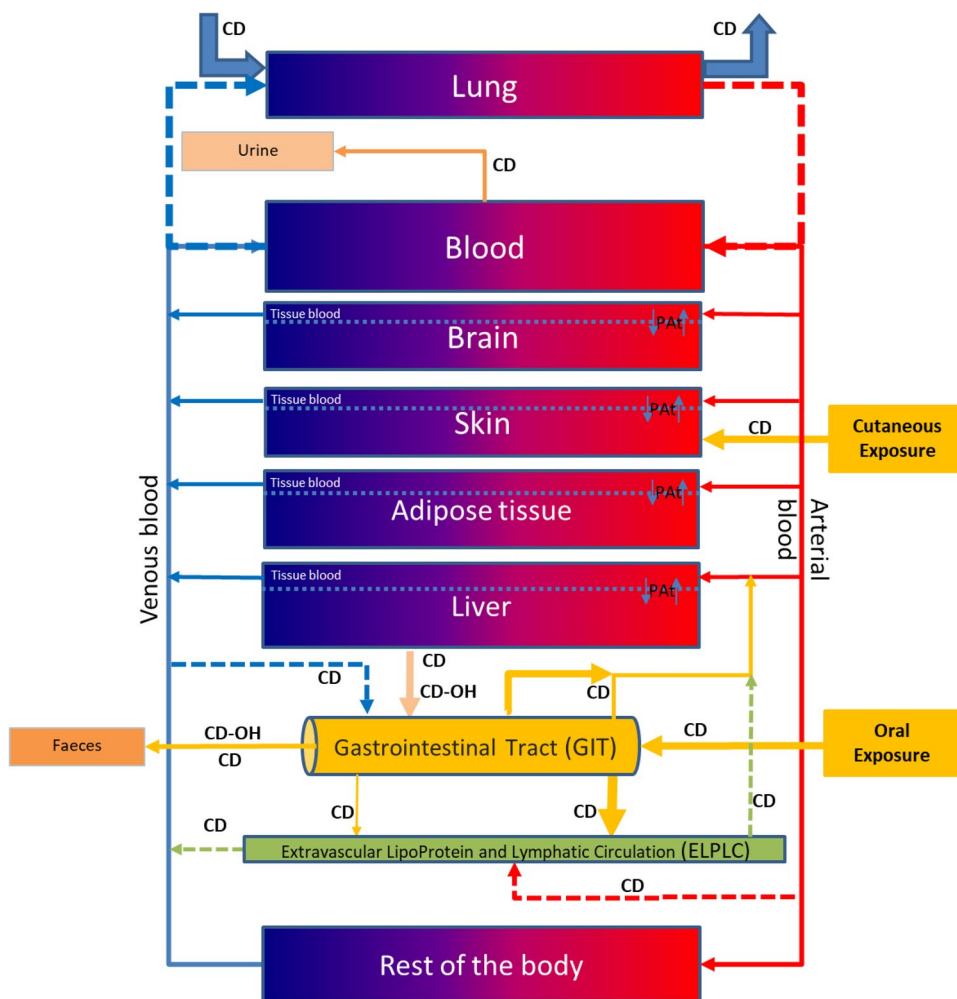 CD
CD
Lung
Urine
CD
Blood
Tissue blood
PAt
Brain
Tissue blood
PAt
Skin
CD
Cutaneous
Exposure
Tissue blood
PAt
Adipose tissue
Venous blood
Arterial
blood
Tissue blood
PAt
Liver
CD
CD
CD-OH
CD
CD-OH
CD
Faeces
Gastrointestinal Tract (GIT)
CD
Oral
Exposure
CD
CD
CD
CD
Extravascular LipoProtein and Lymphatic Circulation (ELPLC)
CD
Rest of the body